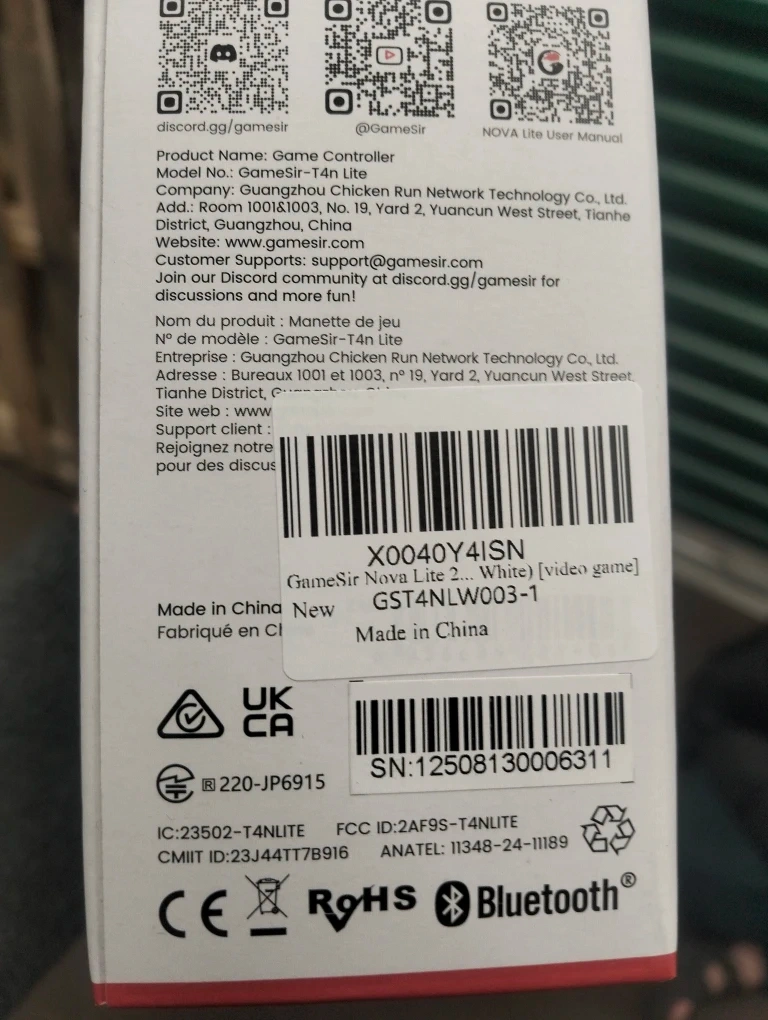 discord.gg/gamesir
@GameSir
NOVA Lite User Manual
Product Name: Game Controller
Model No.: GameSir-T4n Lite
Company: Guangzhou Chicken Run Network Technology Co., Ltd.
Add.: Room 1001&1003, No. 19, Yard 2, Yuancun West Street, Tianhe
District, Guangzhou, China
Website: www.gamesir.com
Customer Supports: support@gamesir.com
Join our Discord community at discord.gg/gamesir for
discussions and more fun!
Nom du produit : Manette de jeu
Nº de modèle : GameSir-T4n Lite
Entreprise : Guangzhou Chicken Run Network Technology Co., Ltd.
Adresse : Bureaux 1001 et 1003, nº 19, Yard 2, Yuancun West Street,
Tianhe District,
Site web : www
Support client :
Rejoignez notre
pour des discus
X0040Y4ISN
GameSir Nova Lite 2... White) [video game]
New GST4NLW003-1
Made in China
Made in China
Fabriqué en
UK
CA
SN:12508130006311
R 220-JP6915
IC:23502-T4NLITE FCC ID:2AF9S-T4NLITE
CMIIT ID:23J44TT7B916 ANATEL: 11348-24-11189
CE RoHS Bluetooth®